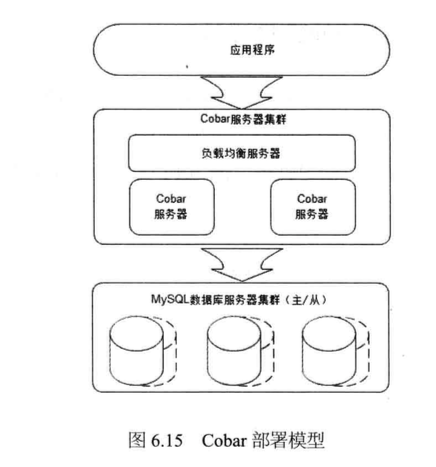 应用程序
Cobar服务器集群
负载均衡服务器
Cobar
服务器
Cobar
服务器
MySQL数据库服务器集群（主/从）
图 6.15 Cobar 部署模型